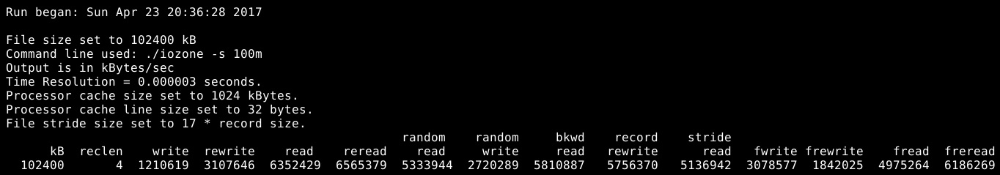 Run began: Sun Apr 23 20:36:28 2017
File size set to 102400 kB
Command line used: ./iozone -s 100m
Output is in kBytes/sec
Time Resolution = 0.000003 seconds.
Processor cache size set to 1024 kBytes.
Processor cache line size set to 32 bytes.
File stride size set to 17 * record size.
random random bkwd record stride
kB reclen write rewrite read reread read write read rewrite read fwrite frewrite fread freread
102400 4 1210619 3107646 6352429 6565379 5333944 2720289 5810887 5756370 5136942 3078577 1842025 4975264 6186269